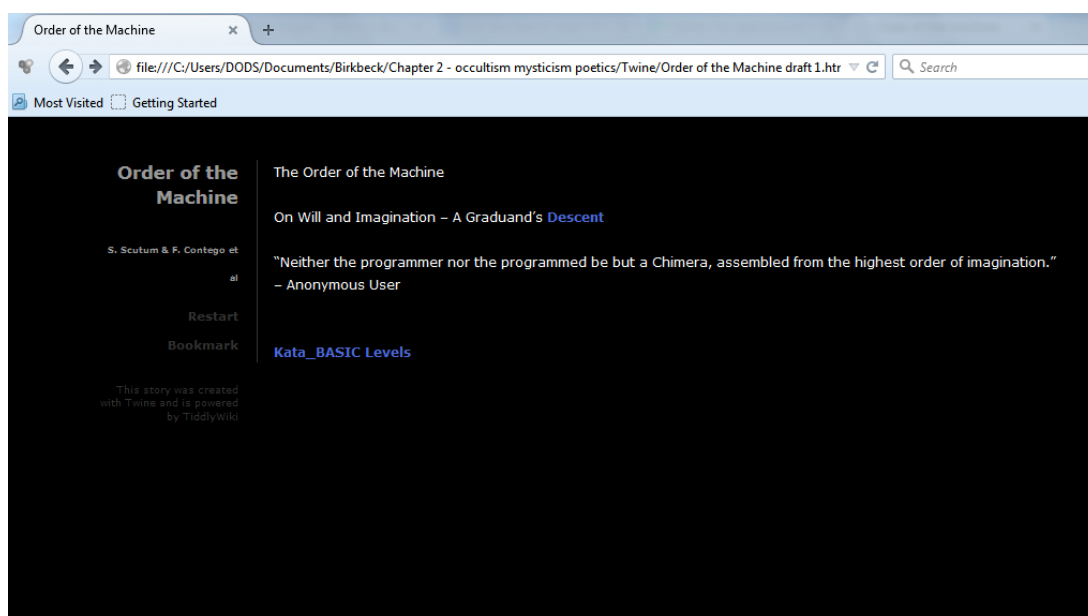 Order of the Machine
file:///C:/Users/DODS/Documents/Birkbeck/Chapter 2 - occultism mysticism poetics/Twine/Order of the Machine draft 1.htr
Search
Most Visited
Getting Started
Order of the
Machine
S. Scutum & F. Contego et
al
Restart
Bookmark
This story was created
with Twine and is powered
by TiddlyWiki
The Order of the Machine
On Will and Imagination – A Graduand's Descent
“Neither the programmer nor the programmed be but a Chimera, assembled from the highest order of imagination.”
– Anonymous User
Kata_BASIC Levels